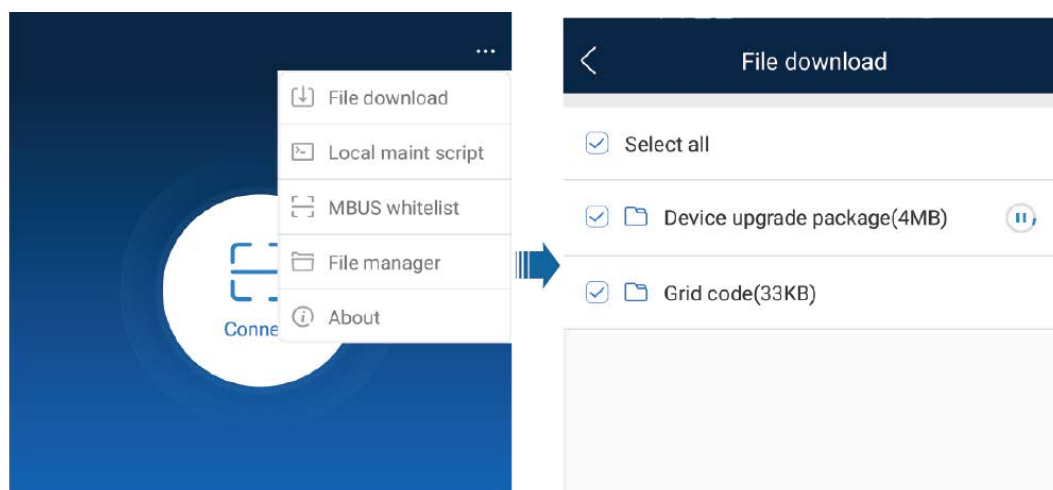 ...
File download
Local maint script
MBUS whitelist
File manager
About
Conne
File download
Select all
Device upgrade package(4MB)
Grid code(33KB)